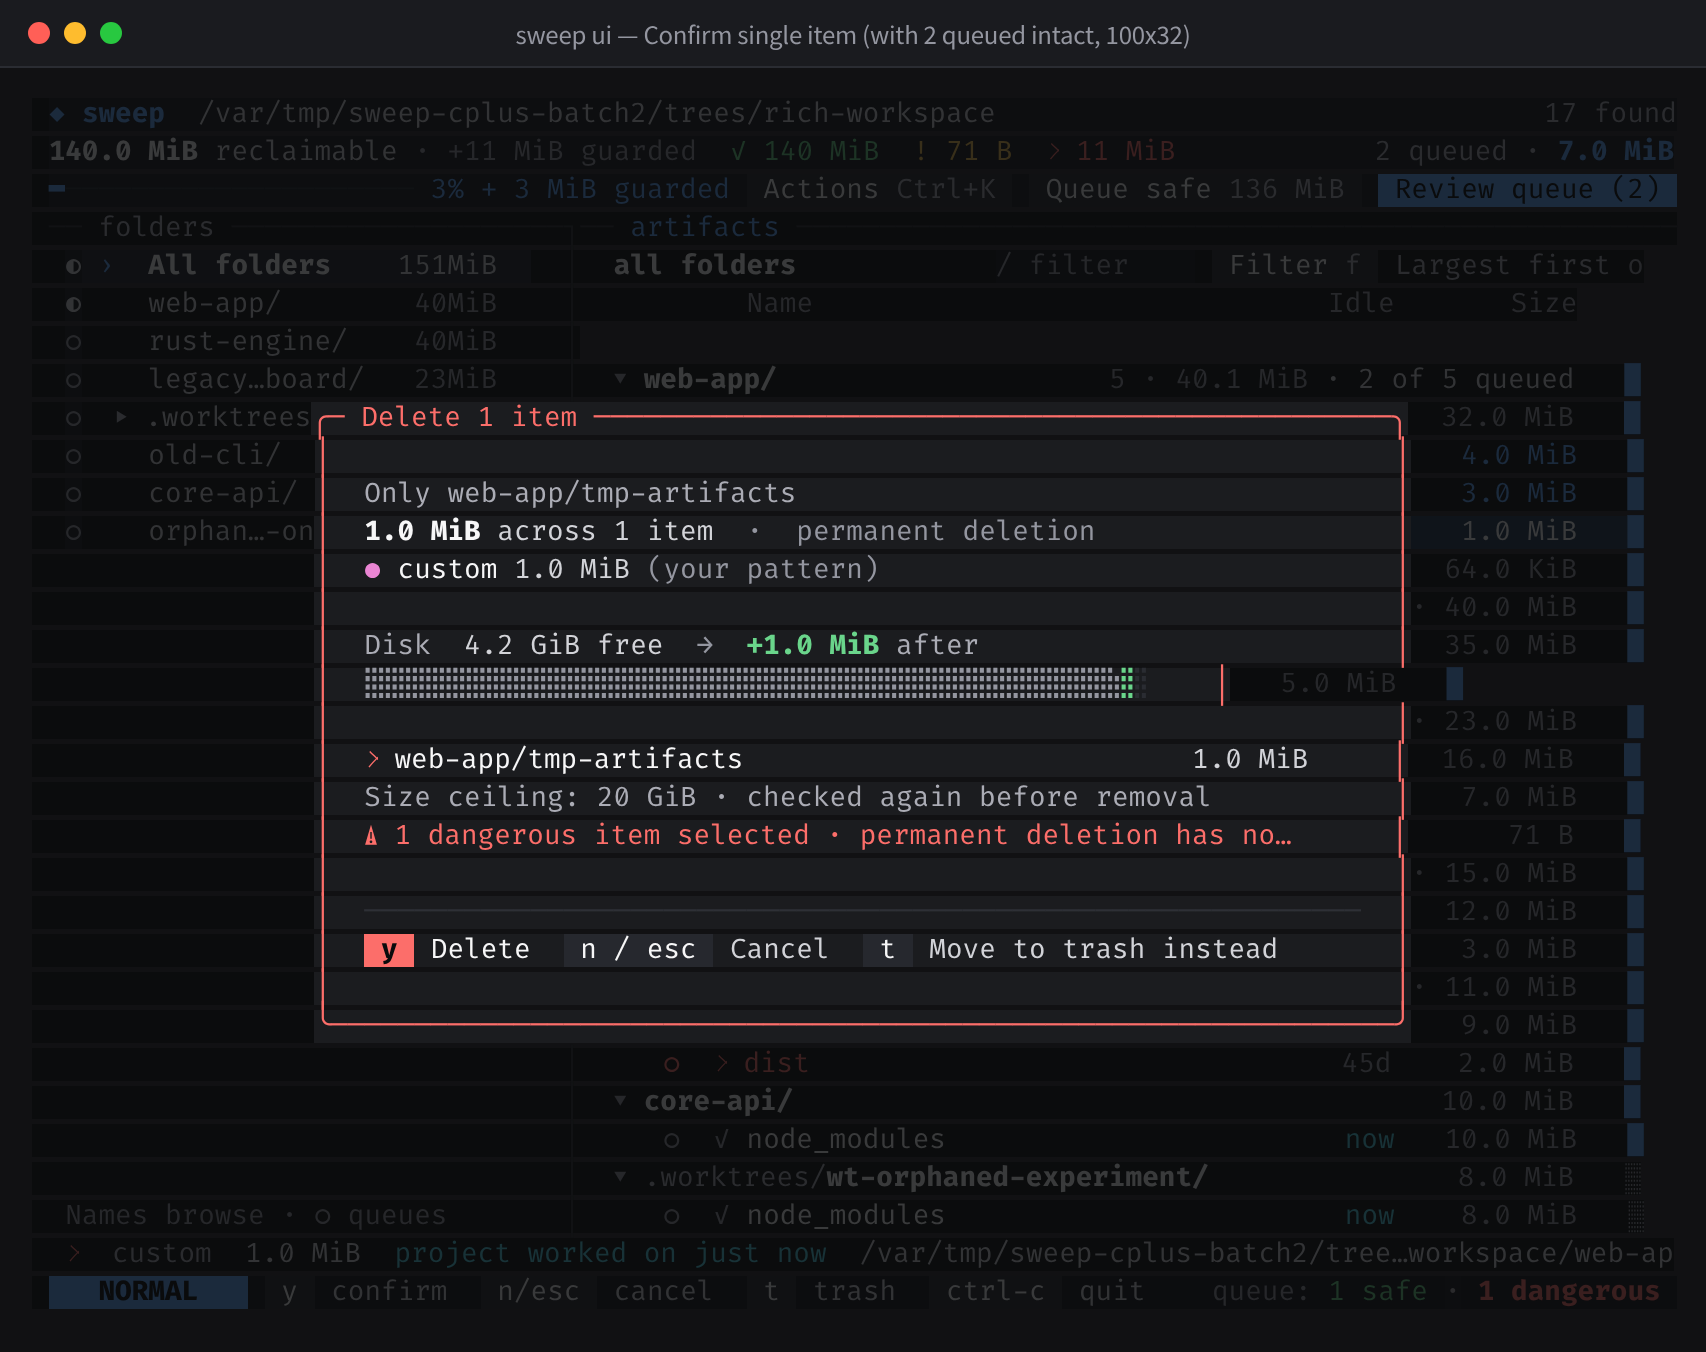 sweep ui — Confirm single item (with 2 queued intact, 100x32)
◆ sweep /var/tmp/sweep-cplus-batch2/trees/rich-workspace 17 found
140.0 MiB reclaimable · +11 MiB guarded √ 140 MiB ! 71 B > 11 MiB 2 queued · 7.0 MiB
3% + 3 MiB guarded Actions Ctrl+K Queue safe 136 MiB Review queue (2)
folders artifacts
◐ › All folders 151MiB all folders / filter Filter f Largest first o
◐ web-app/ 40MiB Name Idle Size
○ rust-engine/ 40MiB
○ legacy…board/ 23MiB ▾ web-app/ 5 · 40.1 MiB · 2 of 5 queued
○ ▸ .worktrees Delete 1 item 32.0 MiB
○ old-cli/ 4.0 MiB
○ core-api/ Only web-app/tmp-artifacts 3.0 MiB
○ orphan…-on 1.0 MiB across 1 item · permanent deletion 1.0 MiB
● custom 1.0 MiB (your pattern) 64.0 KiB
· 40.0 MiB
Disk 4.2 GiB free → +1.0 MiB after 35.0 MiB
5.0 MiB
· 23.0 MiB
> web-app/tmp-artifacts 1.0 MiB 16.0 MiB
Size ceiling: 20 GiB · checked again before removal 7.0 MiB
⚠ 1 dangerous item selected · permanent deletion has no… 71 B
· 15.0 MiB
12.0 MiB
y Delete n / esc Cancel t Move to trash instead 3.0 MiB
· 11.0 MiB
9.0 MiB
○ > dist 45d 2.0 MiB
▾ core-api/ 10.0 MiB
○ √ node_modules now 10.0 MiB
▾ .worktrees/wt-orphaned-experiment/ 8.0 MiB
Names browse · ○ queues ○ √ node_modules now 8.0 MiB
> custom 1.0 MiB project worked on just now /var/tmp/sweep-cplus-batch2/tree…workspace/web-ap
NORMAL y confirm n/esc cancel t trash ctrl-c quit queue: 1 safe · 1 dangerous